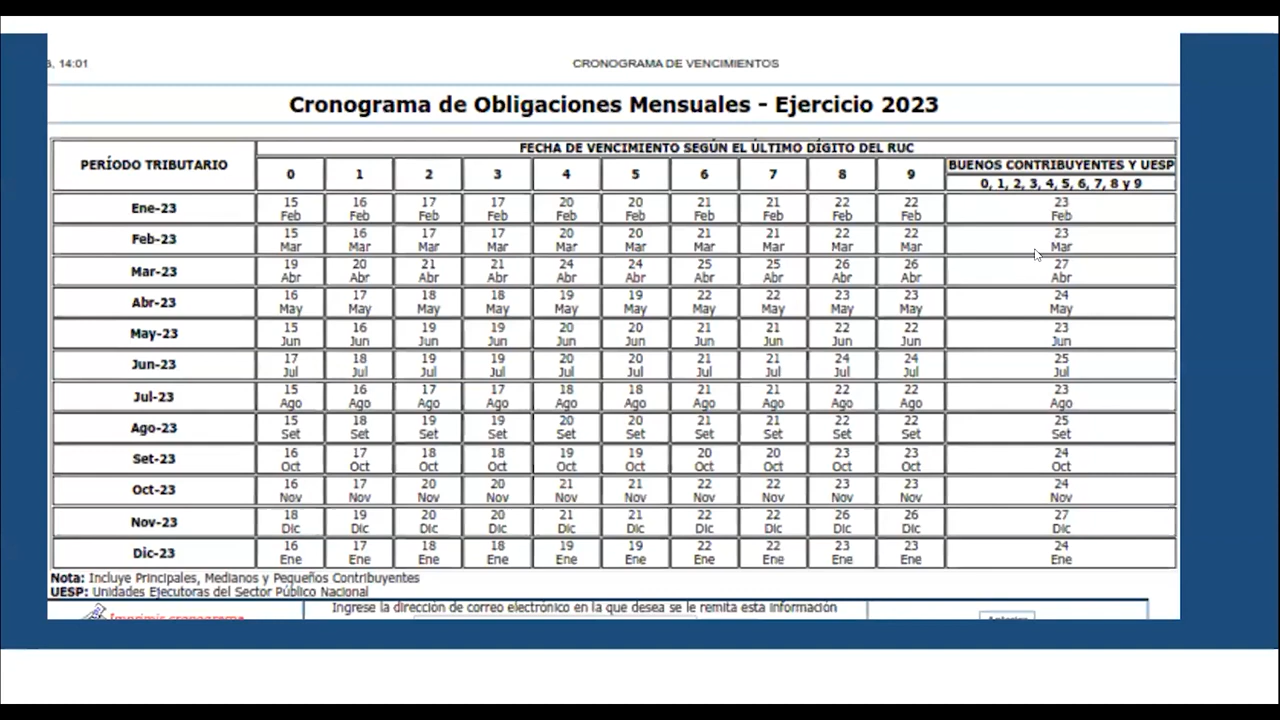 , 14:01 CRONOGRAMA DE VENCIMIENTOS
Cronograma de Obligaciones Mensuales - Ejercicio 2023
PERÍODO TRIBUTARIO FECHA DE VENCIMIENTO SEGÚN EL ÚLTIMO DÍGITO DEL RUC
0 1 2 3 4 5 6 7 8 9 BUENOS CONTRIBUYENTES Y UESP
0, 1, 2, 3, 4, 5, 6, 7, 8 y 9
Ene-23 15 Feb 16 Feb 17 Feb 17 Feb 20 Feb 20 Feb 21 Feb 21 Feb 22 Feb 22 Feb 23 Feb
Feb-23 15 Mar 16 Mar 17 Mar 17 Mar 20 Mar 20 Mar 21 Mar 21 Mar 22 Mar 22 Mar 23 Mar
Mar-23 19 Abr 20 Abr 21 Abr 21 Abr 24 Abr 24 Abr 25 Abr 25 Abr 26 Abr 26 Abr 27 Abr
Abr-23 16 May 17 May 18 May 18 May 19 May 19 May 22 May 22 May 23 May 23 May 24 May
May-23 15 Jun 16 Jun 19 Jun 19 Jun 20 Jun 20 Jun 21 Jun 21 Jun 22 Jun 22 Jun 23 Jun
Jun-23 17 Jul 18 Jul 19 Jul 19 Jul 20 Jul 20 Jul 21 Jul 21 Jul 24 Jul 24 Jul 25 Jul
Jul-23 15 Ago 16 Ago 17 Ago 17 Ago 18 Ago 18 Ago 21 Ago 21 Ago 22 Ago 22 Ago 23 Ago
Ago-23 15 Set 18 Set 19 Set 19 Set 20 Set 20 Set 21 Set 21 Set 22 Set 22 Set 25 Set
Set-23 16 Oct 17 Oct 18 Oct 18 Oct 19 Oct 19 Oct 20 Oct 20 Oct 23 Oct 23 Oct 24 Oct
Oct-23 16 Nov 17 Nov 20 Nov 20 Nov 21 Nov 21 Nov 22 Nov 22 Nov 23 Nov 23 Nov 24 Nov
Nov-23 18 Dic 19 Dic 20 Dic 20 Dic 21 Dic 21 Dic 22 Dic 22 Dic 26 Dic 26 Dic 27 Dic
Dic-23 16 Ene 17 Ene 18 Ene 18 Ene 19 Ene 19 Ene 22 Ene 22 Ene 23 Ene 23 Ene 24 Ene
Nota: Incluye Principales, Medianos y Pequeños Contribuyentes
UESP: Unidades Ejecutoras del Sector Público Nacional
Imprimir cronograma Ingrese la dirección de correo electrónico en la que desea se le remita esta información